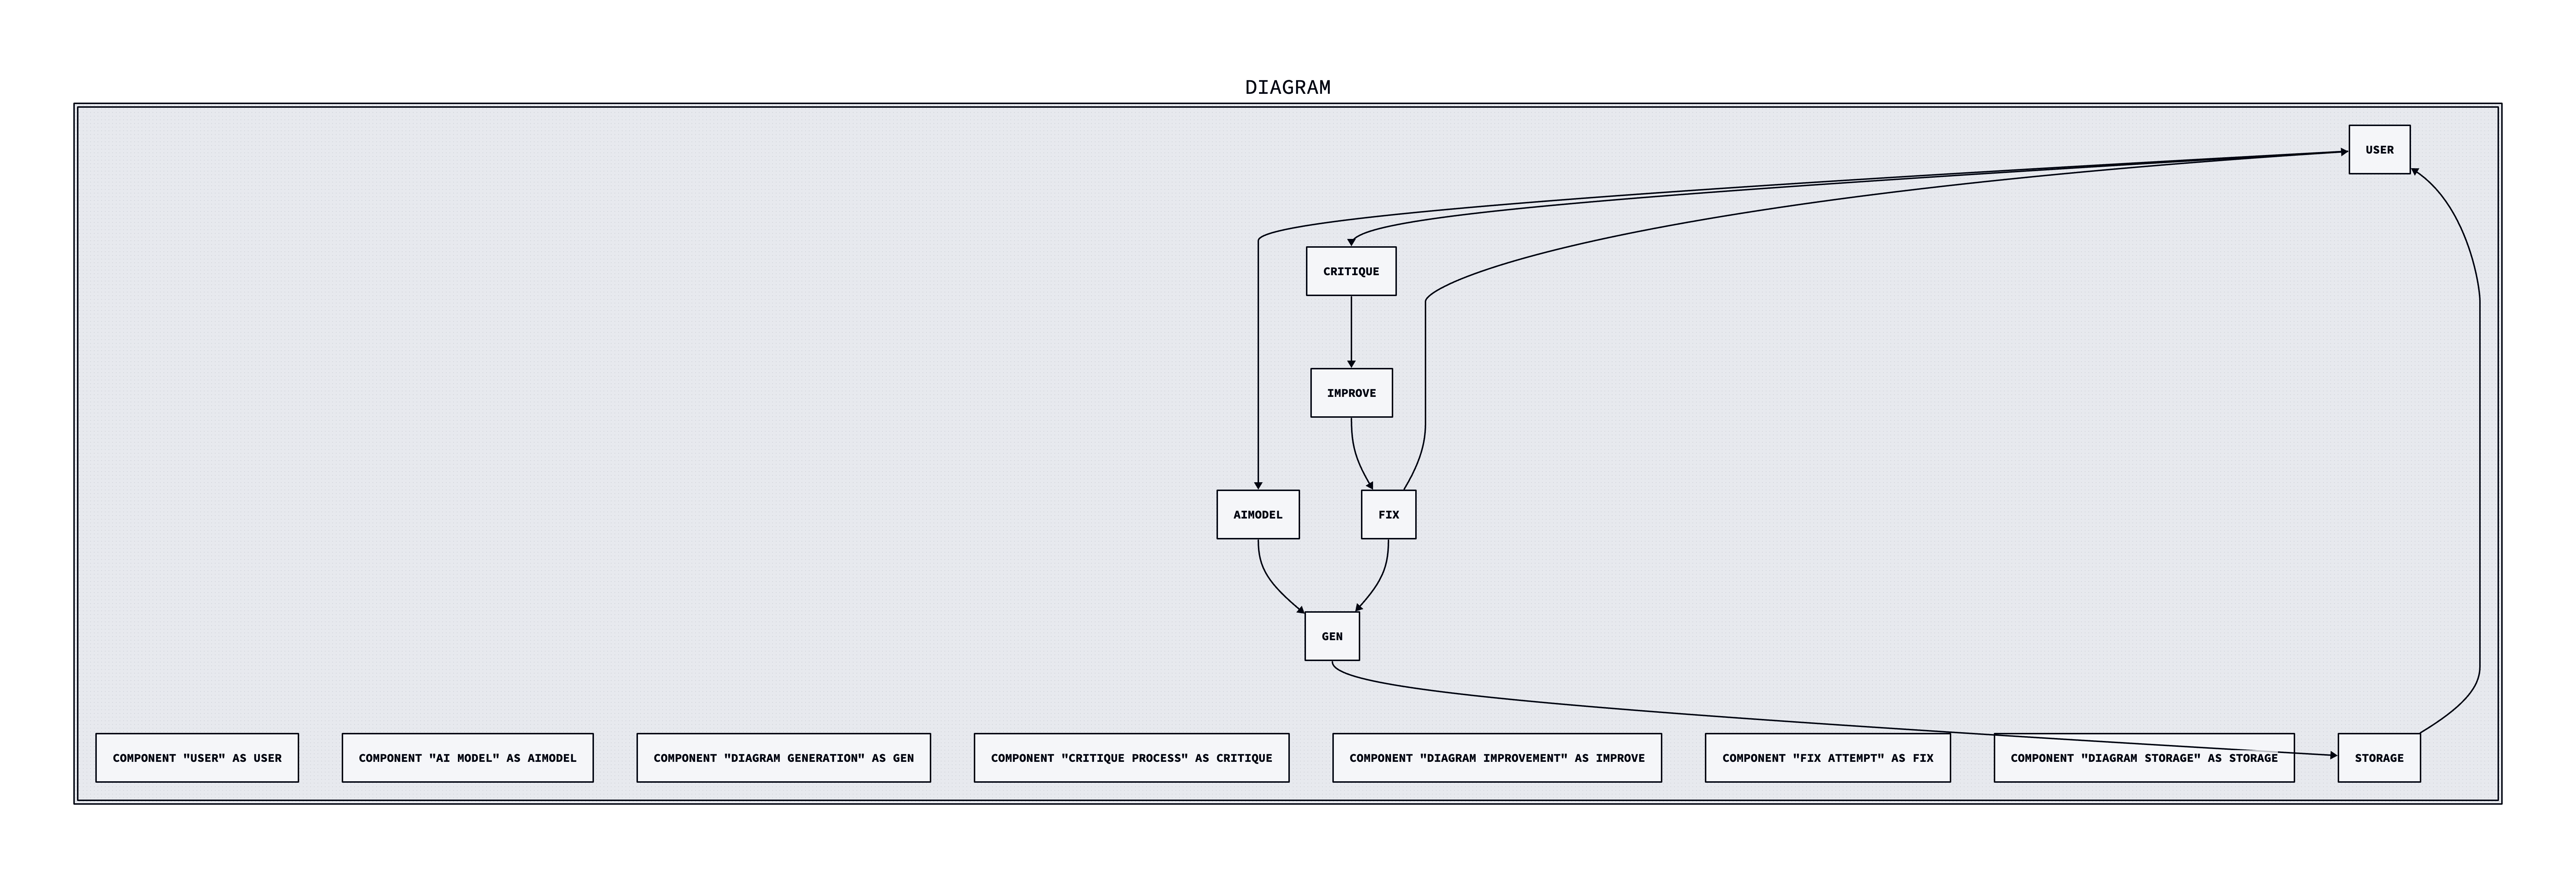 DIAGRAM
USER
CRITIQUE
IMPROVE
AIMODEL
FIX
GEN
COMPONENT "USER" AS USER
COMPONENT "AI MODEL" AS AIMODEL
COMPONENT "DIAGRAM GENERATION" AS GEN
COMPONENT "CRITIQUE PROCESS" AS CRITIQUE
COMPONENT "DIAGRAM IMPROVEMENT" AS IMPROVE
COMPONENT "FIX ATTEMPT" AS FIX
COMPONENT "DIAGRAM STORAGE" AS STORAGE
STORAGE